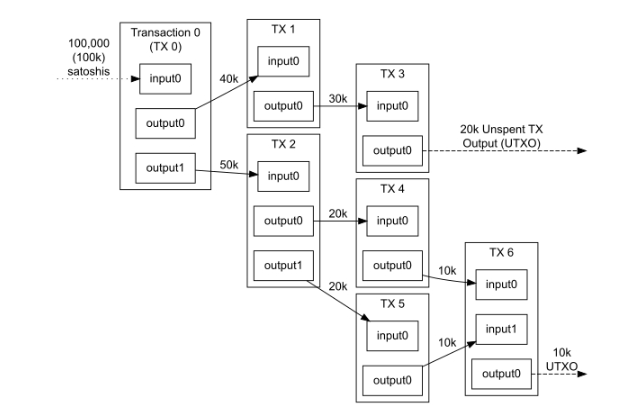 100,000
(100k)
satoshis
Transaction 0
(TX 0)
input0
output0
output1
40k
50k
TX 1
input0
output0
30k
TX 2
input0
output0
output1
20k
20k
TX 3
input0
output0
20k Unspent TX
Output (UTXO)
TX 4
input0
output0
10k
TX 5
input0
output0
10k
TX 6
input0
input1
output0
10k
UTXO